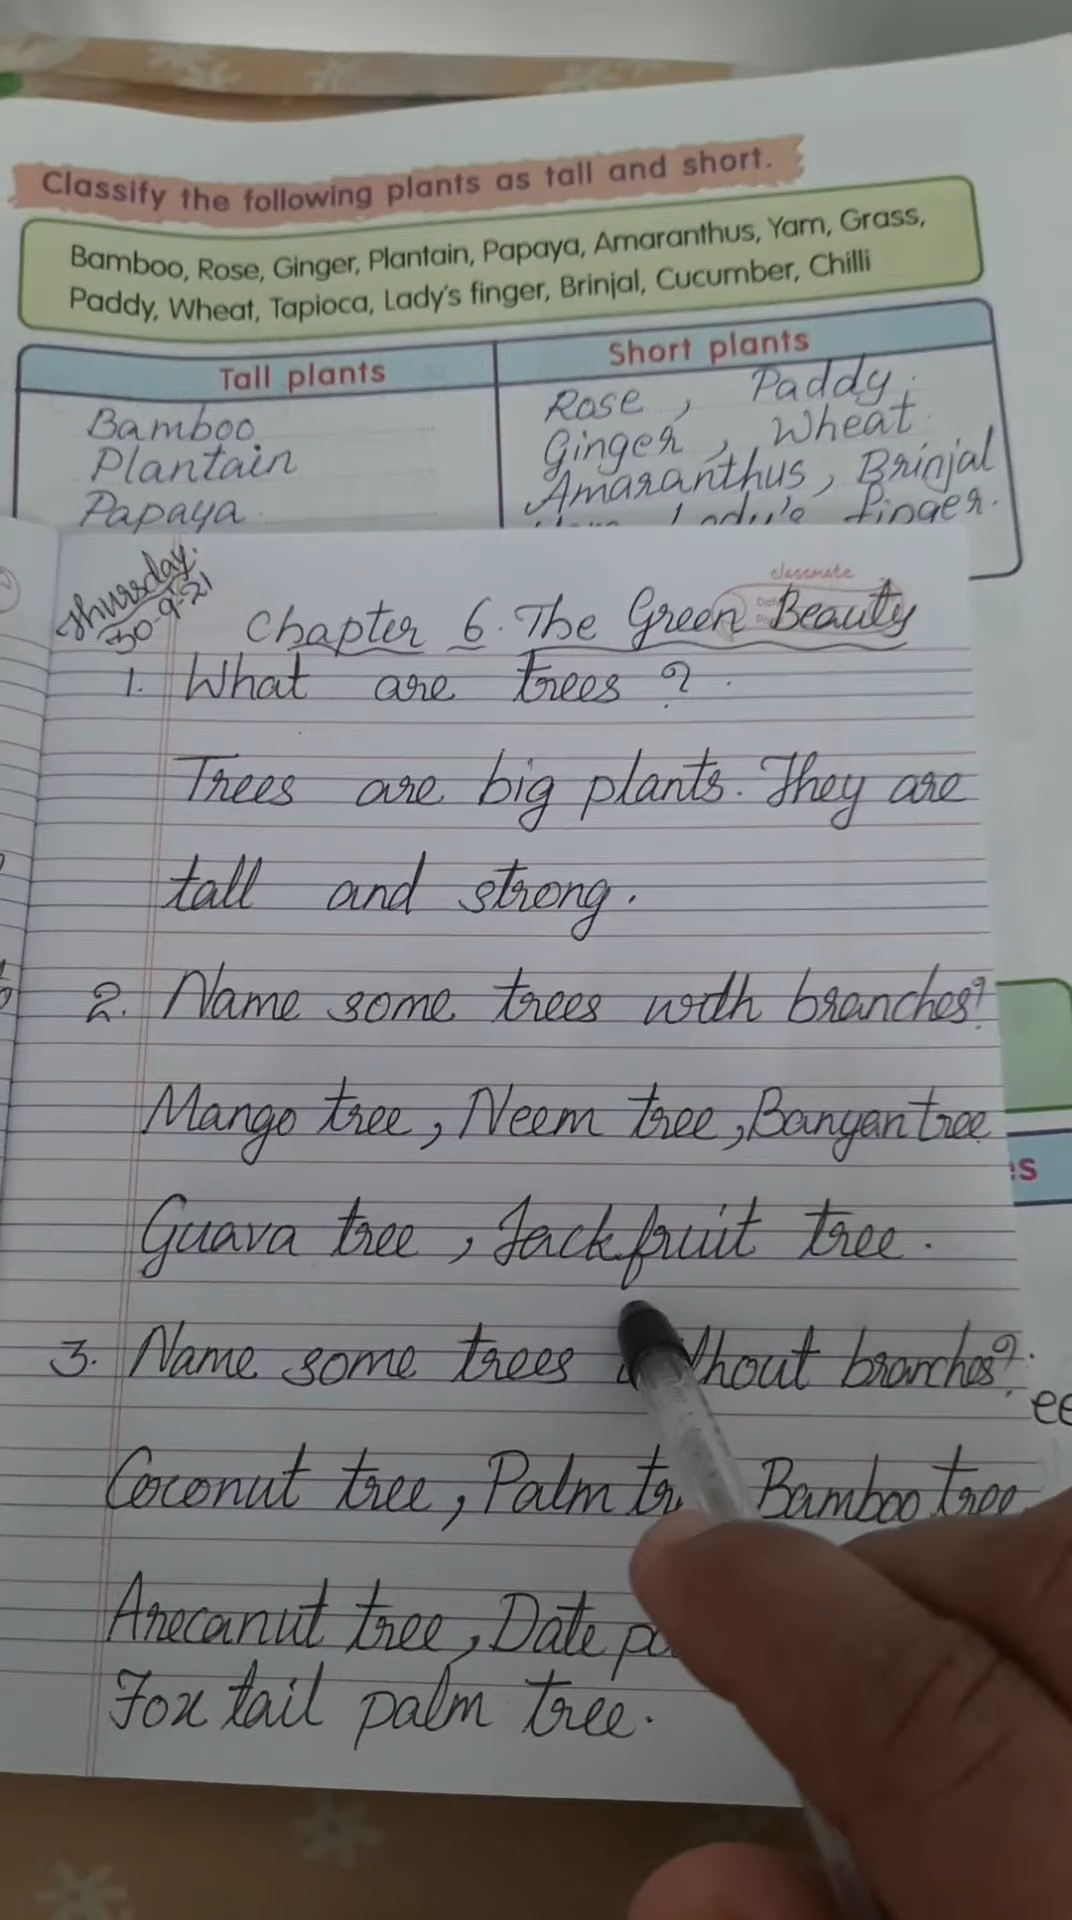 Classify the following plants as tall and short.
Bamboo, Rose, Ginger, Plantain, Papaya, Amaranthus, Yam, Grass,
Paddy, Wheat, Tapioca, Lady's finger, Brinjal, Cucumber, Chilli
Tall plants Short plants
Bamboo Rose, Paddy
Plantain Ginger, Wheat
Papaya Amaranthus, Brinjal
Lady's finger.
classmate
Thursday
30-9-21
Chapter 6. The Green Beauty
1. What are trees?
Trees are big plants. They are
tall and strong.
2. Name some trees with branches?
Mango tree, Neem tree, Banyan tree
Guava tree, Jackfruit tree.
3. Name some trees without branches?
Coconut tree, Palm Bamboo tree
Arecanut tree, Date
Fox tail palm tree.